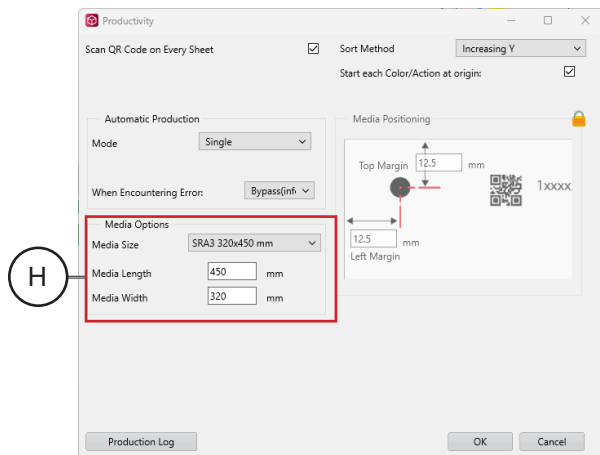 Productivity
Scan QR Code on Every Sheet
Sort Method
Increasing Y
Start each Color/Action at origin:
Automatic Production
Mode
Single
When Encountering Error:
Bypass(info
Media Positioning
Top Margin
12.5
mm
1xxxx
12.5
mm
Left Margin
H
Media Options
Media Size
SRA3 320x450 mm
Media Length
450
mm
Media Width
320
mm
Production Log
OK
Cancel